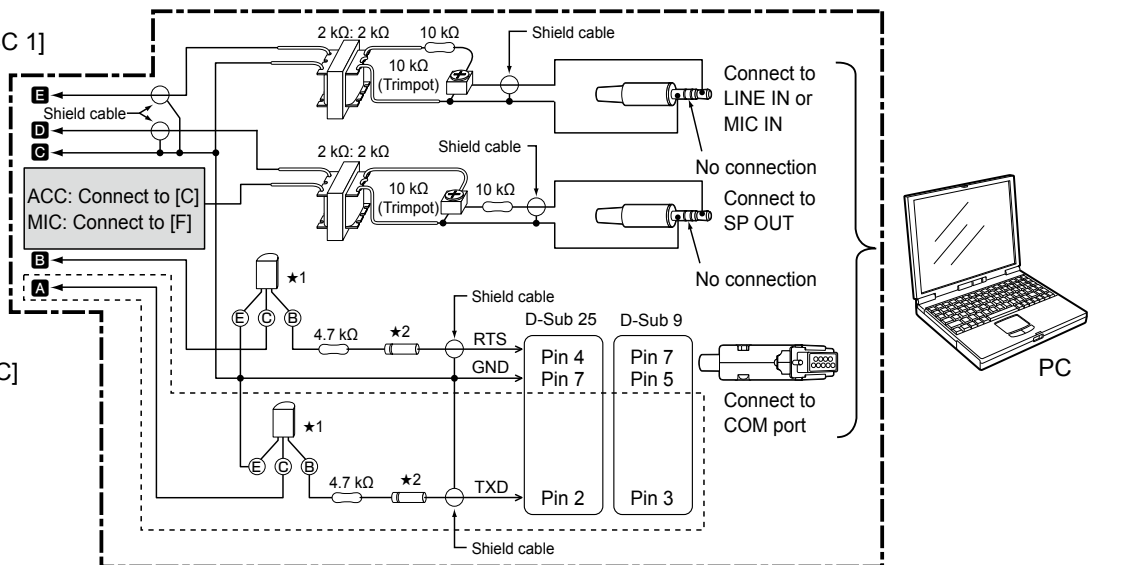 C 1]
2 kΩ: 2 kΩ
10 kΩ
Shield cable
10 kΩ
(Trimpot)
Connect to
LINE IN or
MIC IN
No connection
E
Shield cable
D
C
2 kΩ: 2 kΩ
Shield cable
10 kΩ
(Trimpot)
10 kΩ
Connect to
SP OUT
No connection
ACC: Connect to [C]
MIC: Connect to [F]
B
A
★1
E
C
B
4.7 kΩ
★2
Shield cable
RTS
GND
D-Sub 25
D-Sub 9
Pin 4
Pin 7
Pin 7
Pin 5
Connect to
COM port
PC
C]
★1
E
C
B
4.7 kΩ
★2
TXD
Pin 2
Pin 3
Shield cable